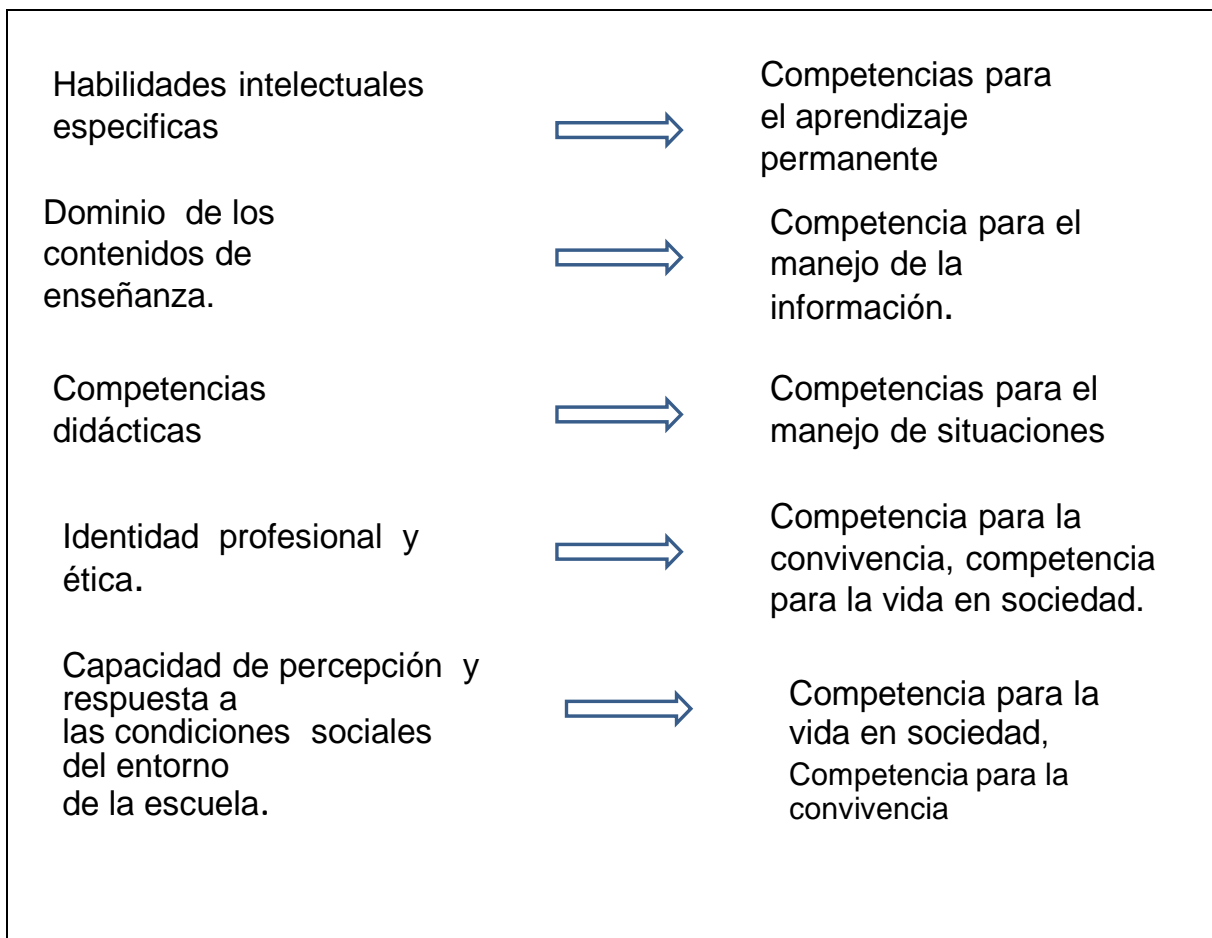 Habilidades intelectuales
especificas
Competencias para
el aprendizaje
permanente
Dominio de los
contenidos de
enseñanza.
Competencia para el
manejo de la
información.
Competencias
didácticas
Competencias para el
manejo de situaciones
Identidad profesional y
ética.
Competencia para la
convivencia, competencia
para la vida en sociedad.
Capacidad de percepción y
respuesta a
las condiciones sociales
del entorno
de la escuela.
Competencia para la
vida en sociedad,
Competencia para la
convivencia